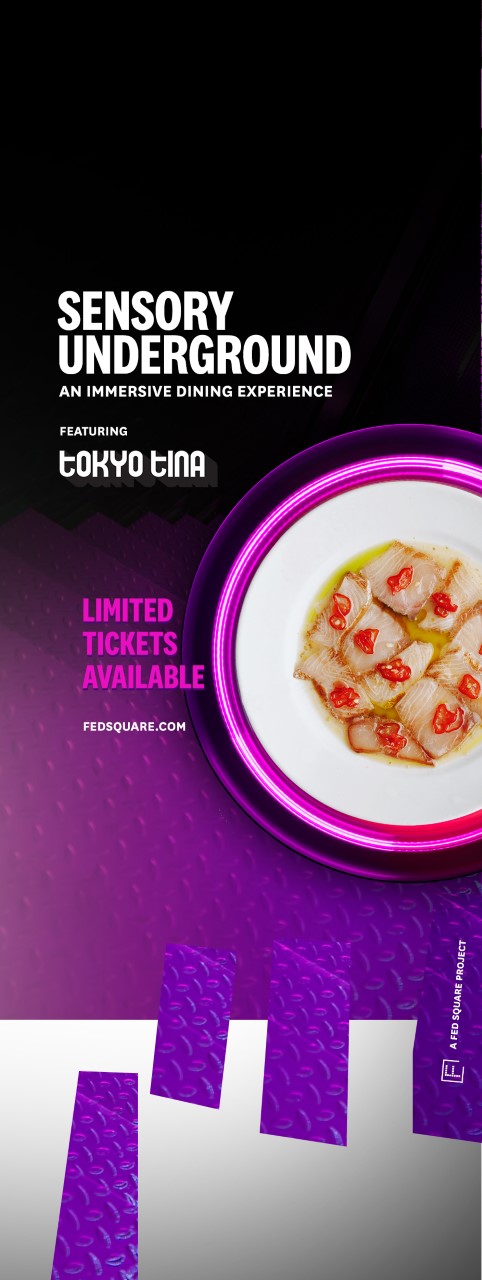 SENSORY
UNDERGROUND
AN IMMERSIVE DINING EXPERIENCE
FEATURING
tOKYO tINA
LIMITED
TICKETS
AVAILABLE
FEDSQUARE.COM
A FED SQUARE PROJECT